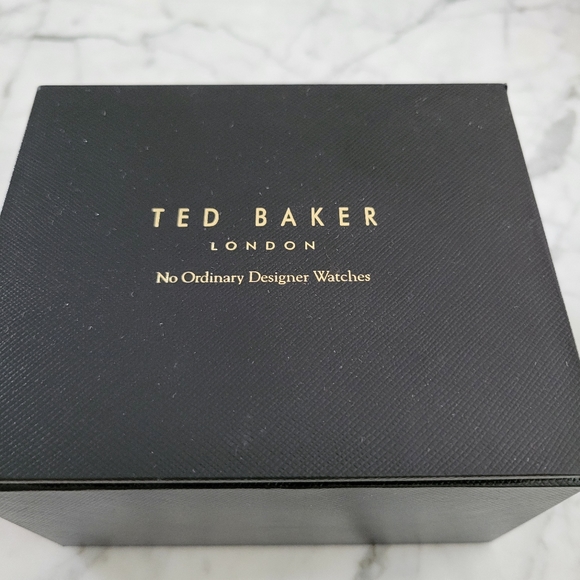 TED BAKER
LONDON
No Ordinary Designer Watches